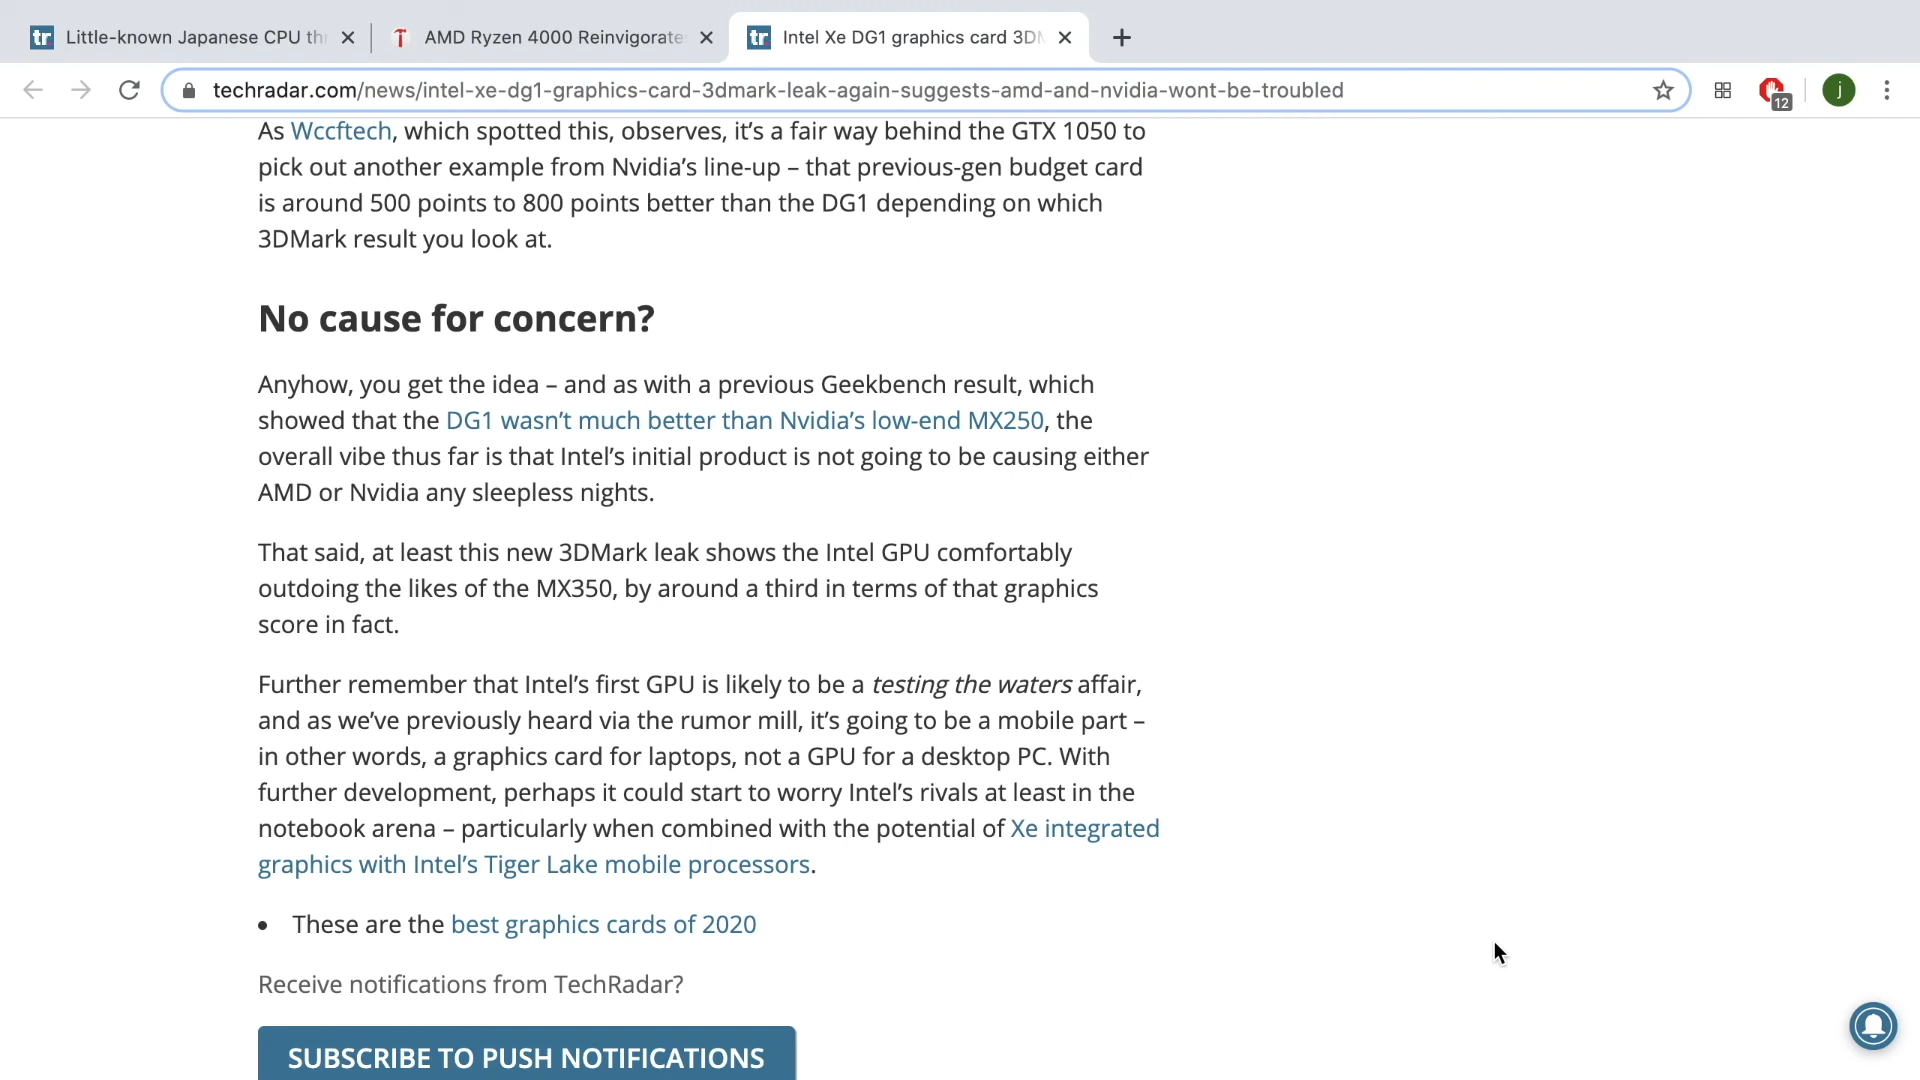 tr Little-known Japanese CPU thr
AMD Ryzen 4000 Reinvigorates
tr Intel Xe DG1 graphics card 3DM
techradar.com/news/intel-xe-dg1-graphics-card-3dmark-leak-again-suggests-amd-and-nvidia-wont-be-troubled
12
j
As Wccftech, which spotted this, observes, it’s a fair way behind the GTX 1050 to
pick out another example from Nvidia’s line-up – that previous-gen budget card
is around 500 points to 800 points better than the DG1 depending on which
3DMark result you look at.
No cause for concern?
Anyhow, you get the idea – and as with a previous Geekbench result, which
showed that the DG1 wasn’t much better than Nvidia’s low-end MX250, the
overall vibe thus far is that Intel’s initial product is not going to be causing either
AMD or Nvidia any sleepless nights.
That said, at least this new 3DMark leak shows the Intel GPU comfortably
outdoing the likes of the MX350, by around a third in terms of that graphics
score in fact.
Further remember that Intel’s first GPU is likely to be a testing the waters affair,
and as we’ve previously heard via the rumor mill, it’s going to be a mobile part –
in other words, a graphics card for laptops, not a GPU for a desktop PC. With
further development, perhaps it could start to worry Intel’s rivals at least in the
notebook arena – particularly when combined with the potential of Xe integrated
graphics with Intel’s Tiger Lake mobile processors.
• These are the best graphics cards of 2020
Receive notifications from TechRadar?
SUBSCRIBE TO PUSH NOTIFICATIONS